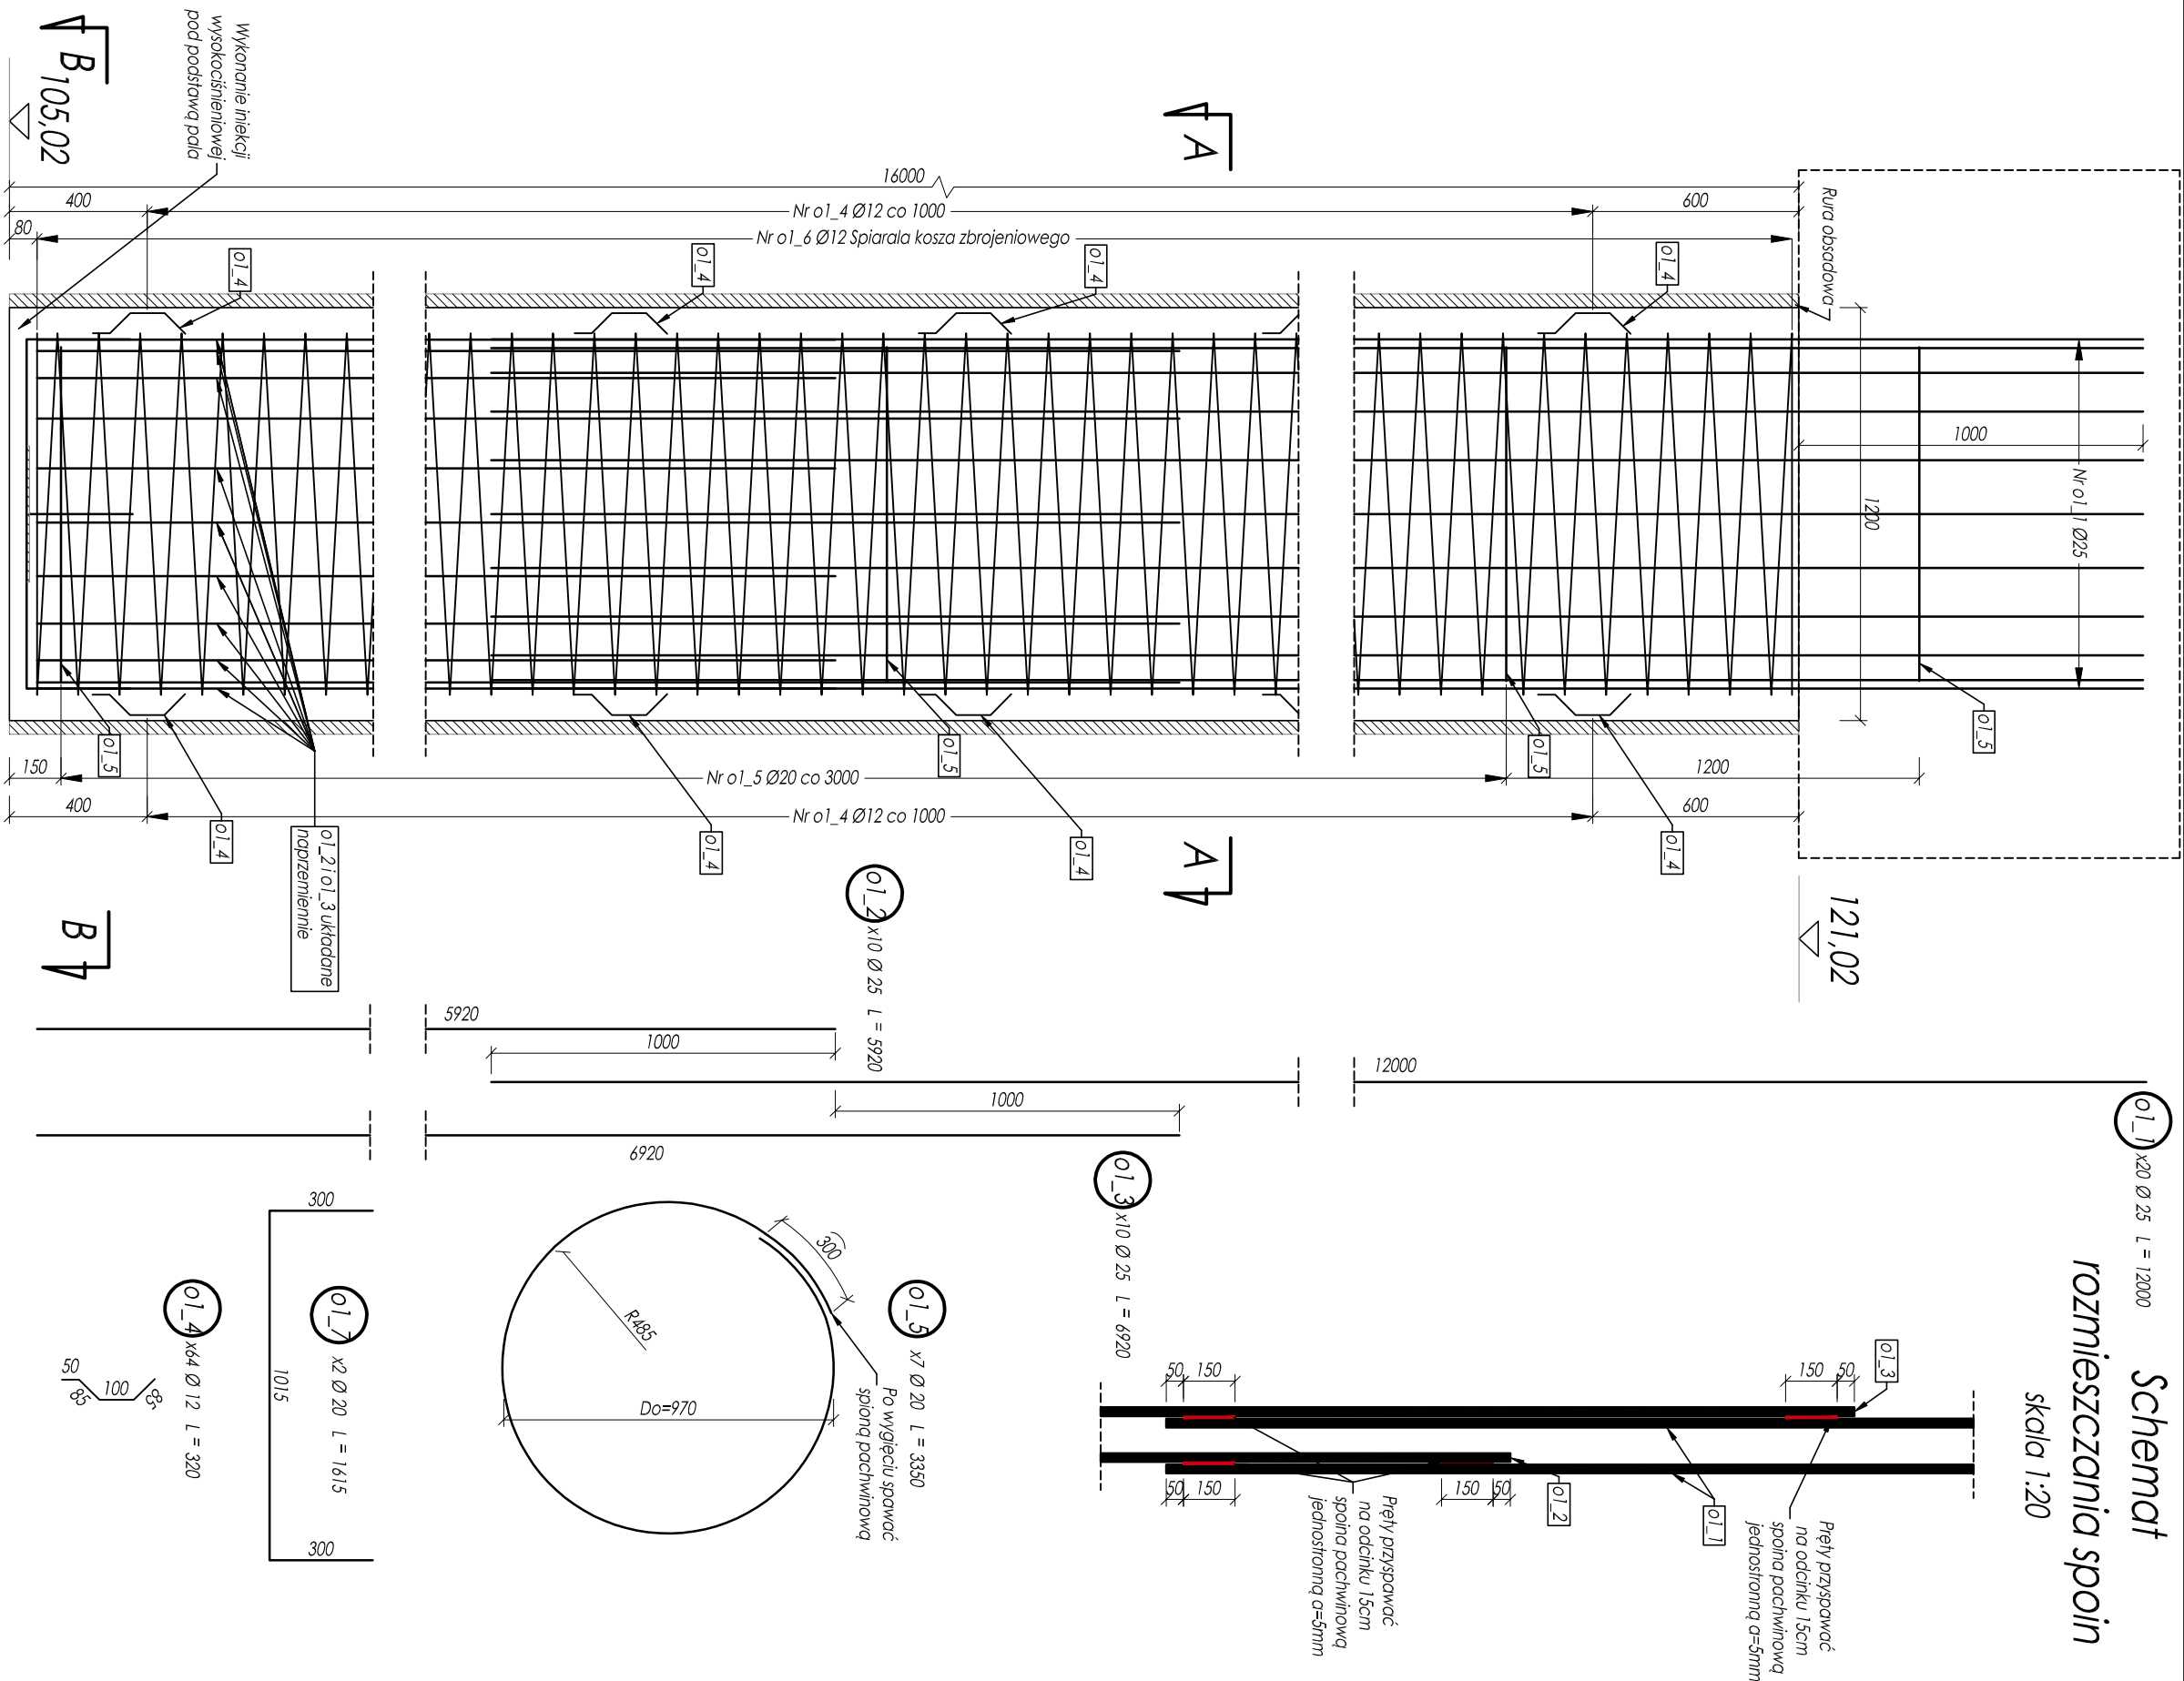 Schemat
rozmieszczania spoin
skala 1:20
Rura obsadowa
Nr o1_1 Ø25
1000
1200
16000
600
400
Nr o1_4 Ø12 co 1000
80
Nr o1_6 Ø12 Spiarala kosza zbrojeniowego
o1_4
o1_4
o1_4
o1_4
A
A
B
B
105,02
121,02
Wykonanie iniekcji
wysokociśnieniowej
pod podstawą pala
o1_5
o1_5
o1_5
o1_5
1200
Nr o1_5 Ø20 co 3000
150
600
Nr o1_4 Ø12 co 1000
400
o1_4
o1_4
o1_4
o1_4
o1_2 i o1_3 układane
naprzemiennie
o1_2 x10 Ø 25 L = 5920
5920
1000
12000
1000
6920
o1_1 x20 Ø 25 L = 12000
o1_3 x10 Ø 25 L = 6920
o1_5 x7 Ø 20 L = 3350
Po wygięciu spawać
spioną pachwinową
300
R485
Do=970
o1_7 x2 Ø 20 L = 1615
300
1015
300
o1_4 x64 Ø 12 L = 320
50
85
100
85
50
150
150
50
o1_3
50
150
150
50
o1_2
o1_1
Pręty przyspawać
na odcinku 15cm
spoina pachwinową
jednostronną a=5mm
Pręty przyspawać
na odcinku 15cm
spoina pachwinową
jednostronną a=5mm